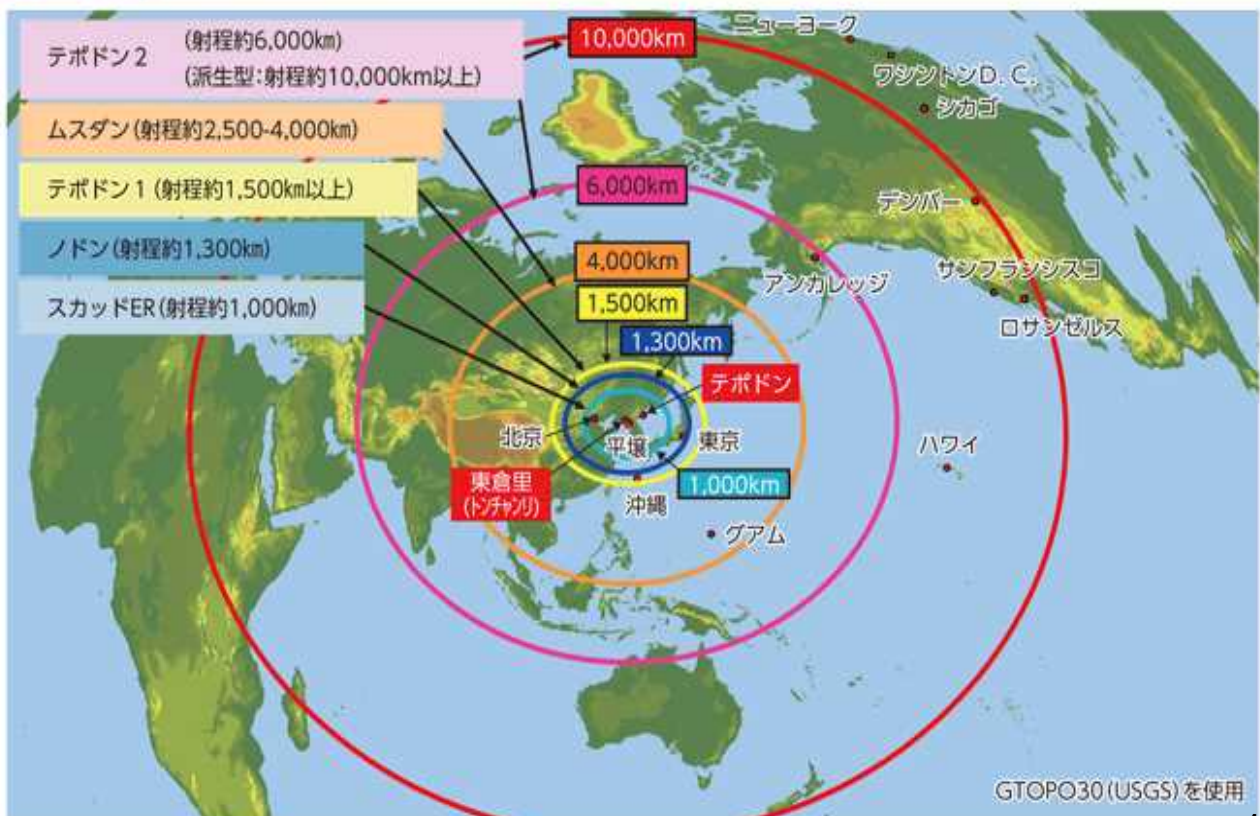 テポドン2
(射程約6,000km)
(派生型:射程約10,000km以上)
ムスダン(射程約2,500-4,000km)
テポドン1(射程約1,500km以上)
ノドン(射程約1,300km)
スカッドER(射程約1,000km)
10,000km
6,000km
4,000km
1,500km
1,300km
1,000km
ニューヨーク
ワシントンD.C.
シカゴ
デンバー
サンフランシスコ
アンカレッジ
ロサンゼルス
テポドン
北京
平壌
東京
ハワイ
東倉里
(トンチャンリ)
沖縄
グアム
GTOPO30(USGS)を使用